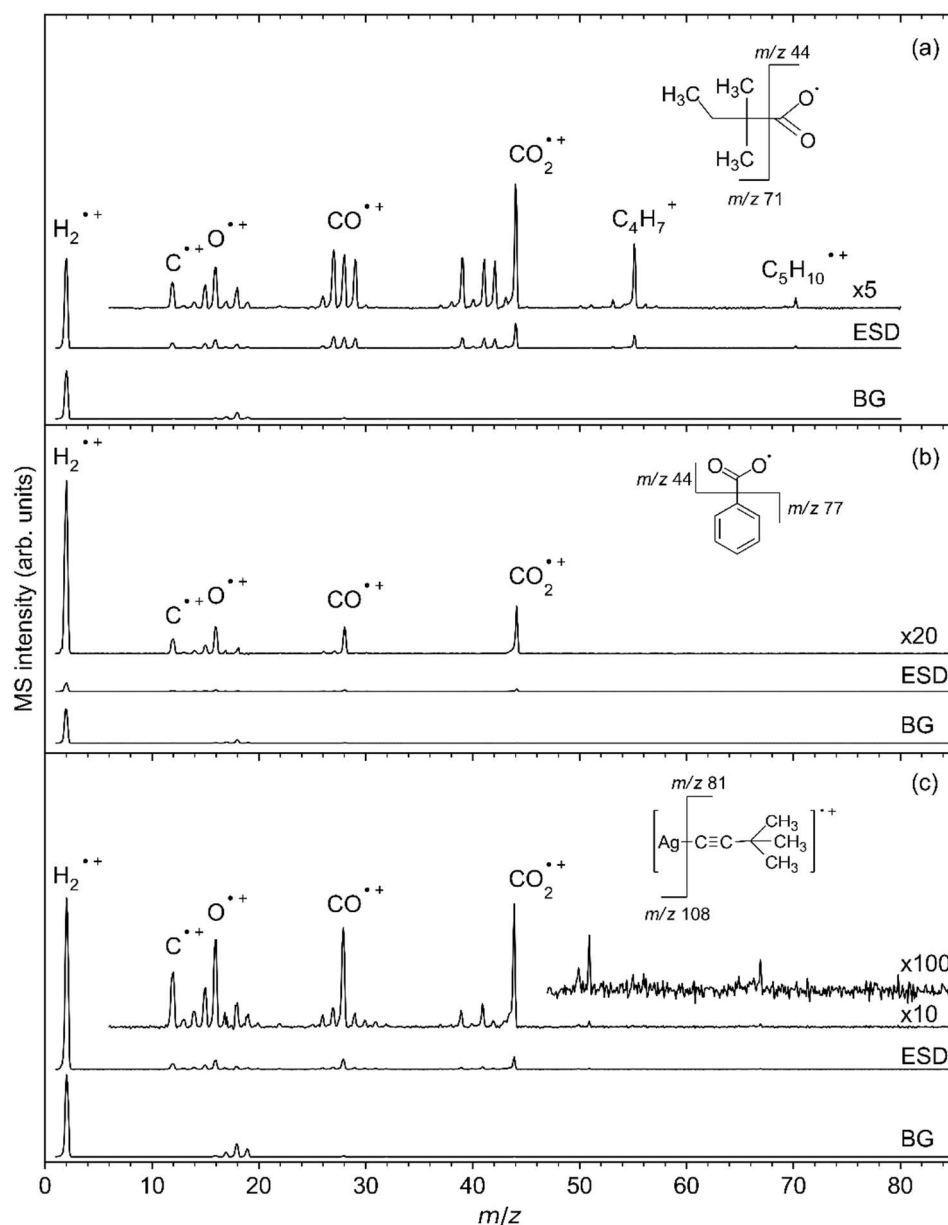 (a)
m/z 44
H₃C
H₃C
O•
O
CH₃
m/z 71
H₂•+
C•+
O•+
CO•+
CO₂•+
C₄H₇+
C₅H₁₀•+
x5
ESD
BG
H₂•+
(b)
O
O•
m/z 44
m/z 77
C•+
O•+
CO•+
CO₂•+
x20
ESD
BG
(c)
m/z 81
[Ag-C≡C-CH₃]•+
CH₃
CH₃
m/z 108
H₂•+
C•+
O•+
CO•+
CO₂•+
x100
x10
ESD
BG
MS intensity (arb. units)
0 10 20 30 40 50 60 70 80
m/z